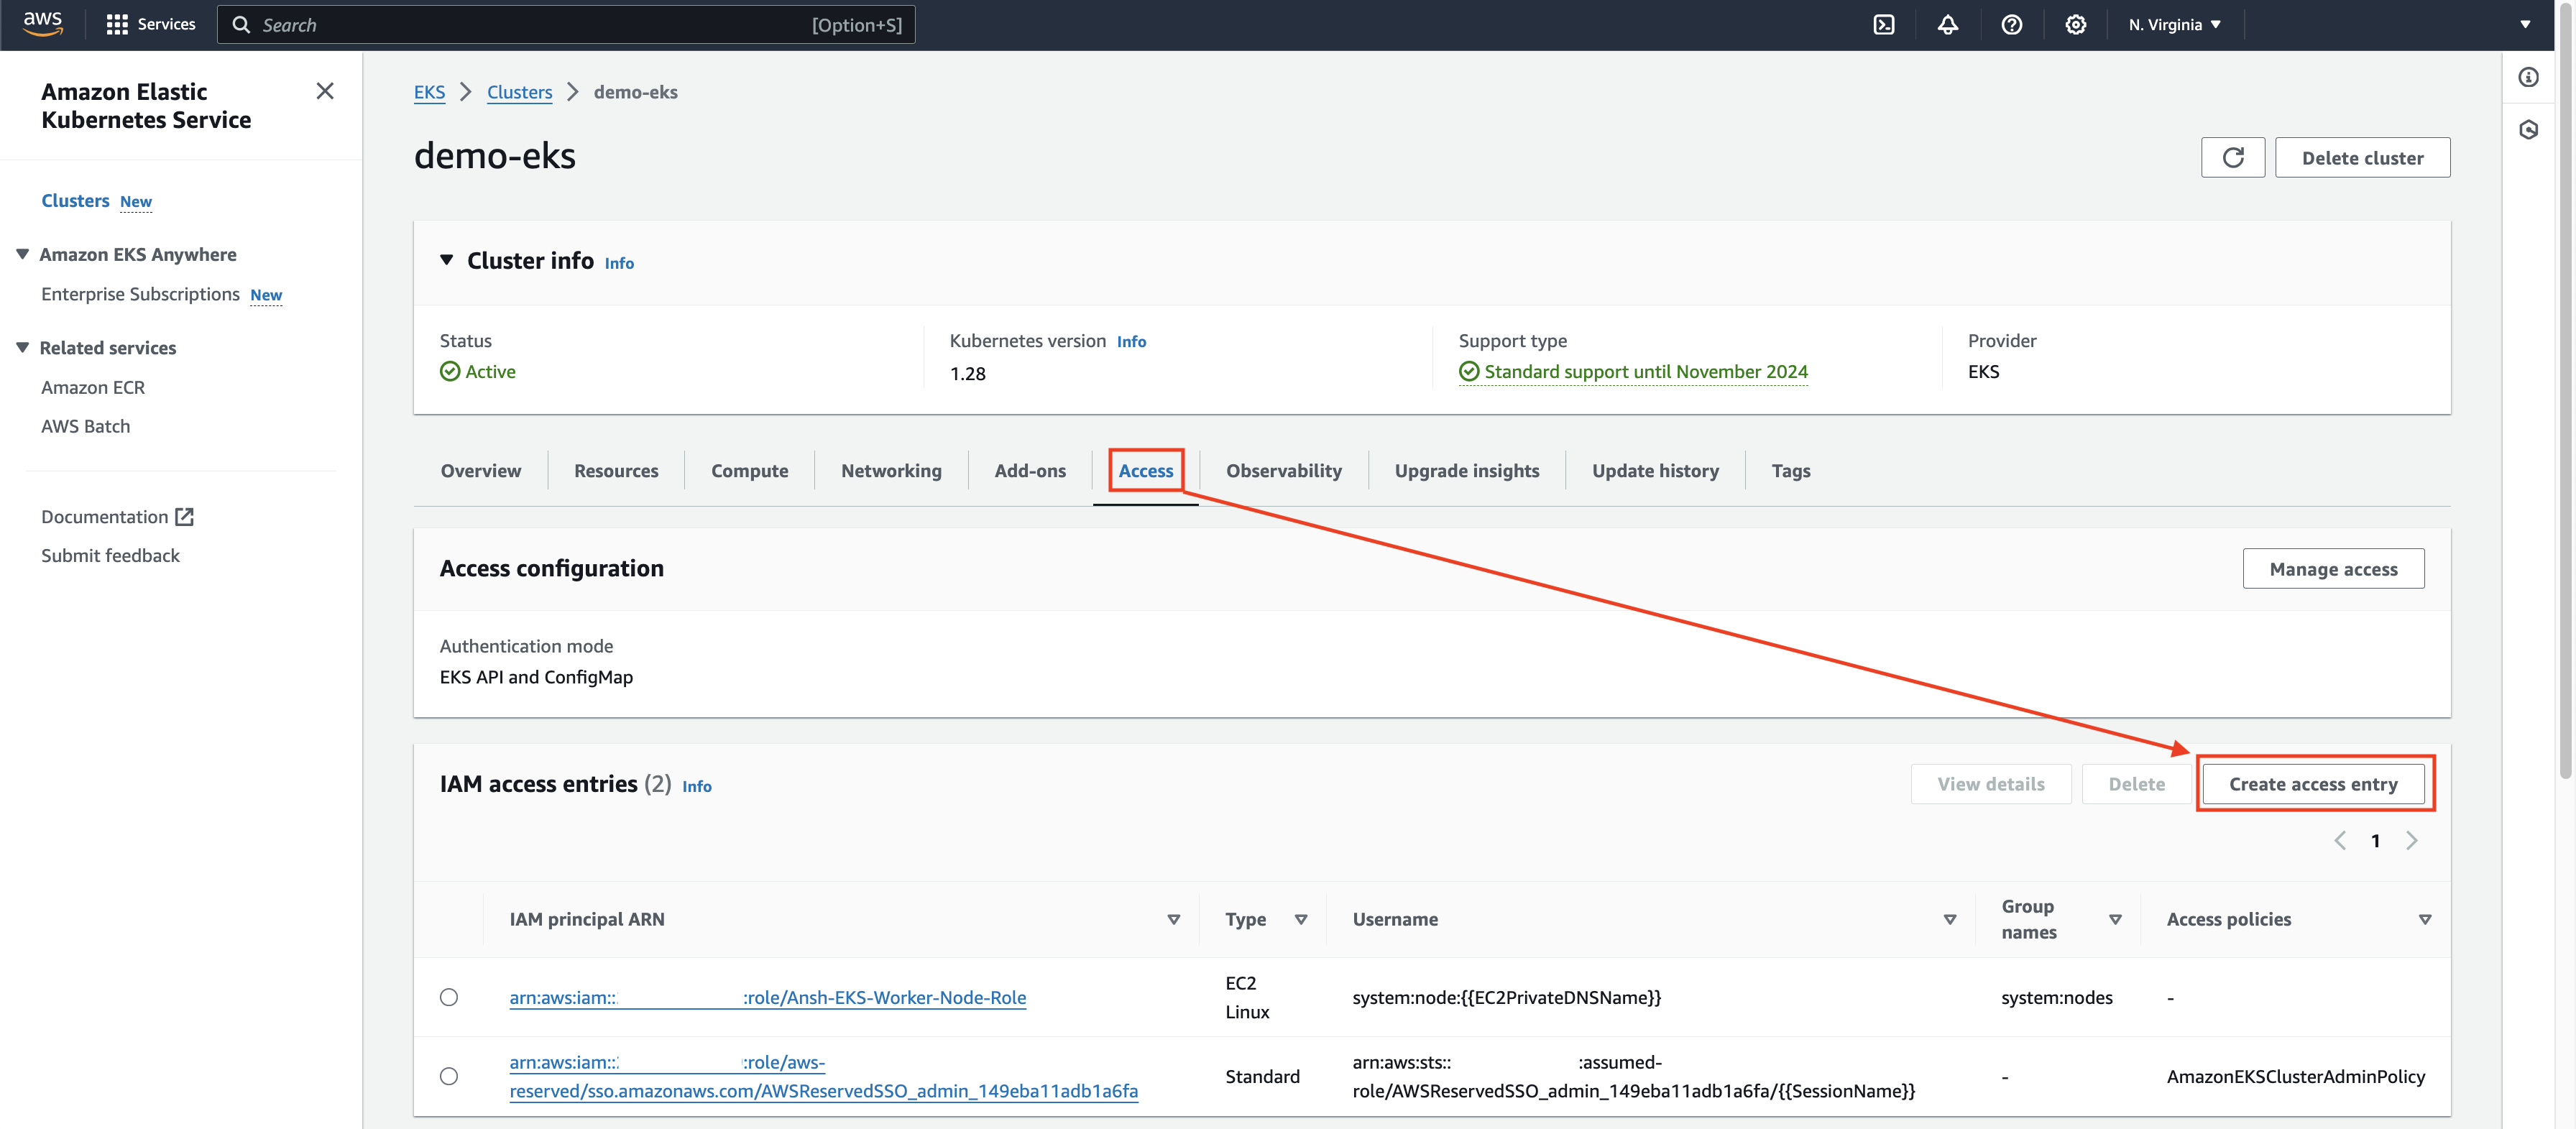 aws
Services
Search
[Option+S]
N. Virginia
Amazon Elastic
Kubernetes Service
Clusters New
Amazon EKS Anywhere
Enterprise Subscriptions New
Related services
Amazon ECR
AWS Batch
Documentation
Submit feedback
EKS > Clusters > demo-eks
demo-eks
Delete cluster
Cluster info Info
Status
Active
Kubernetes version Info
1.28
Support type
Standard support until November 2024
Provider
EKS
Overview
Resources
Compute
Networking
Add-ons
Access
Observability
Upgrade insights
Update history
Tags
Access configuration
Manage access
Authentication mode
EKS API and ConfigMap
IAM access entries (2) Info
View details
Delete
Create access entry
1
IAM principal ARN
Type
Username
Group
names
Access policies
arn:aws:iam:: :role/Ansh-EKS-Worker-Node-Role
EC2
Linux
system:node:{{EC2PrivateDNSName}}
system:nodes
-
arn:aws:iam:: :role/aws-
reserved/sso.amazonaws.com/AWSReservedSSO_admin_149eba11adb1a6fa
Standard
arn:aws:sts:: :assumed-
role/AWSReservedSSO_admin_149eba11adb1a6fa/{{SessionName}}
-
AmazonEKSClusterAdminPolicy